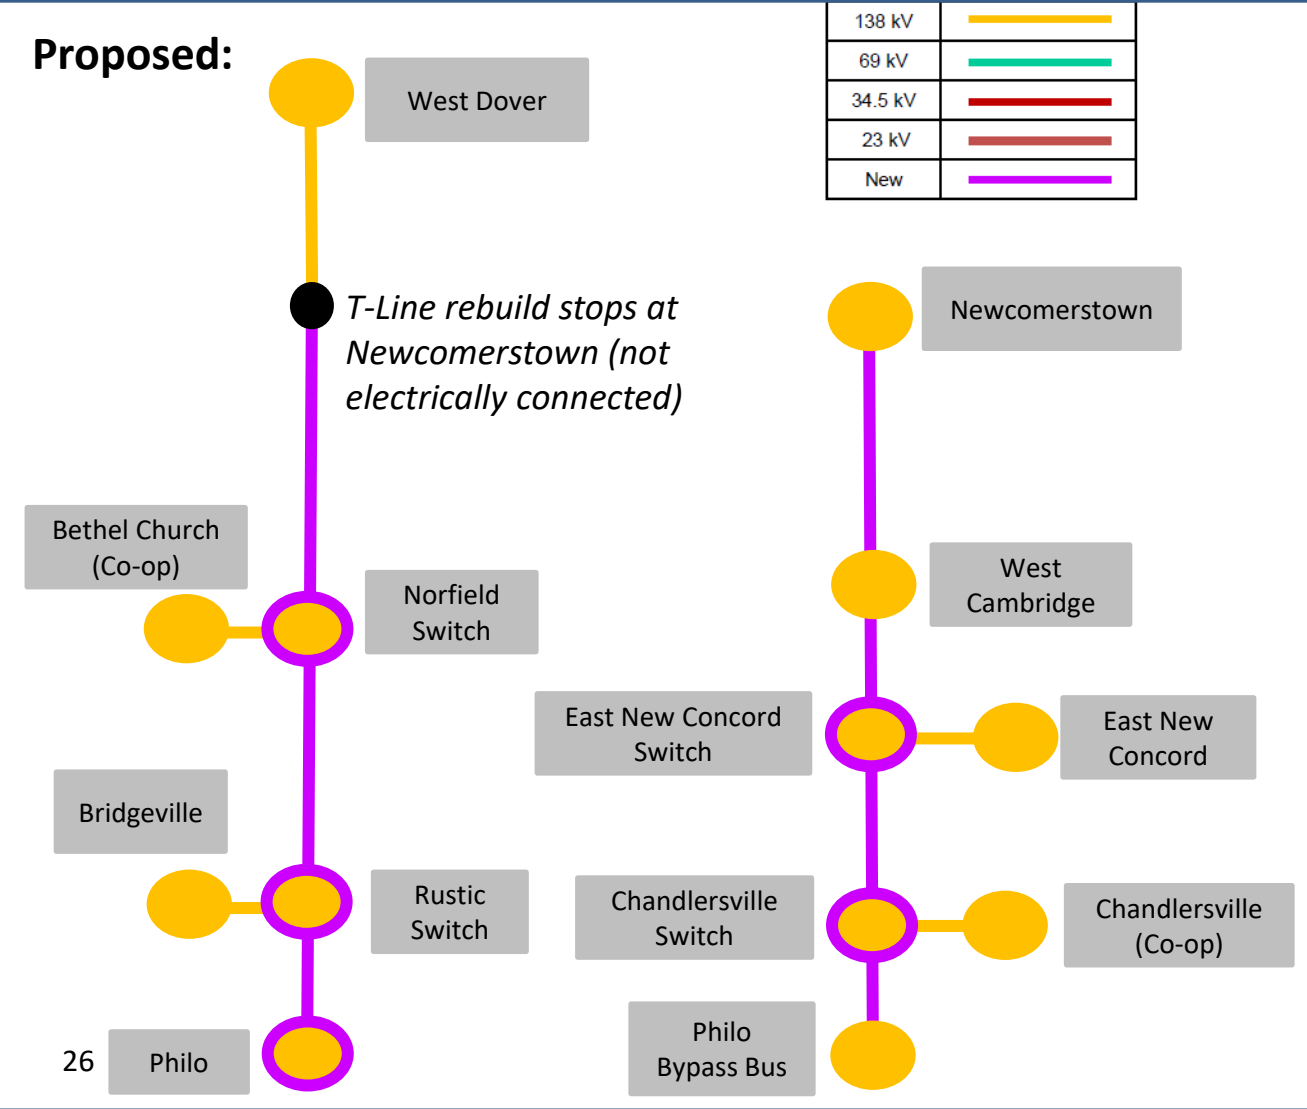 Proposed:
138 kV
69 kV
34.5 kV
23 kV
New
West Dover
T-Line rebuild stops at
Newcomerstown (not
electrically connected)
Newcomerstown
Bethel Church
(Co-op)
Norfield
Switch
West
Cambridge
East New Concord
Switch
East New
Concord
Bridgeville
Rustic
Switch
Chandlersville
Switch
Chandlersville
(Co-op)
26
Philo
Philo
Bypass Bus